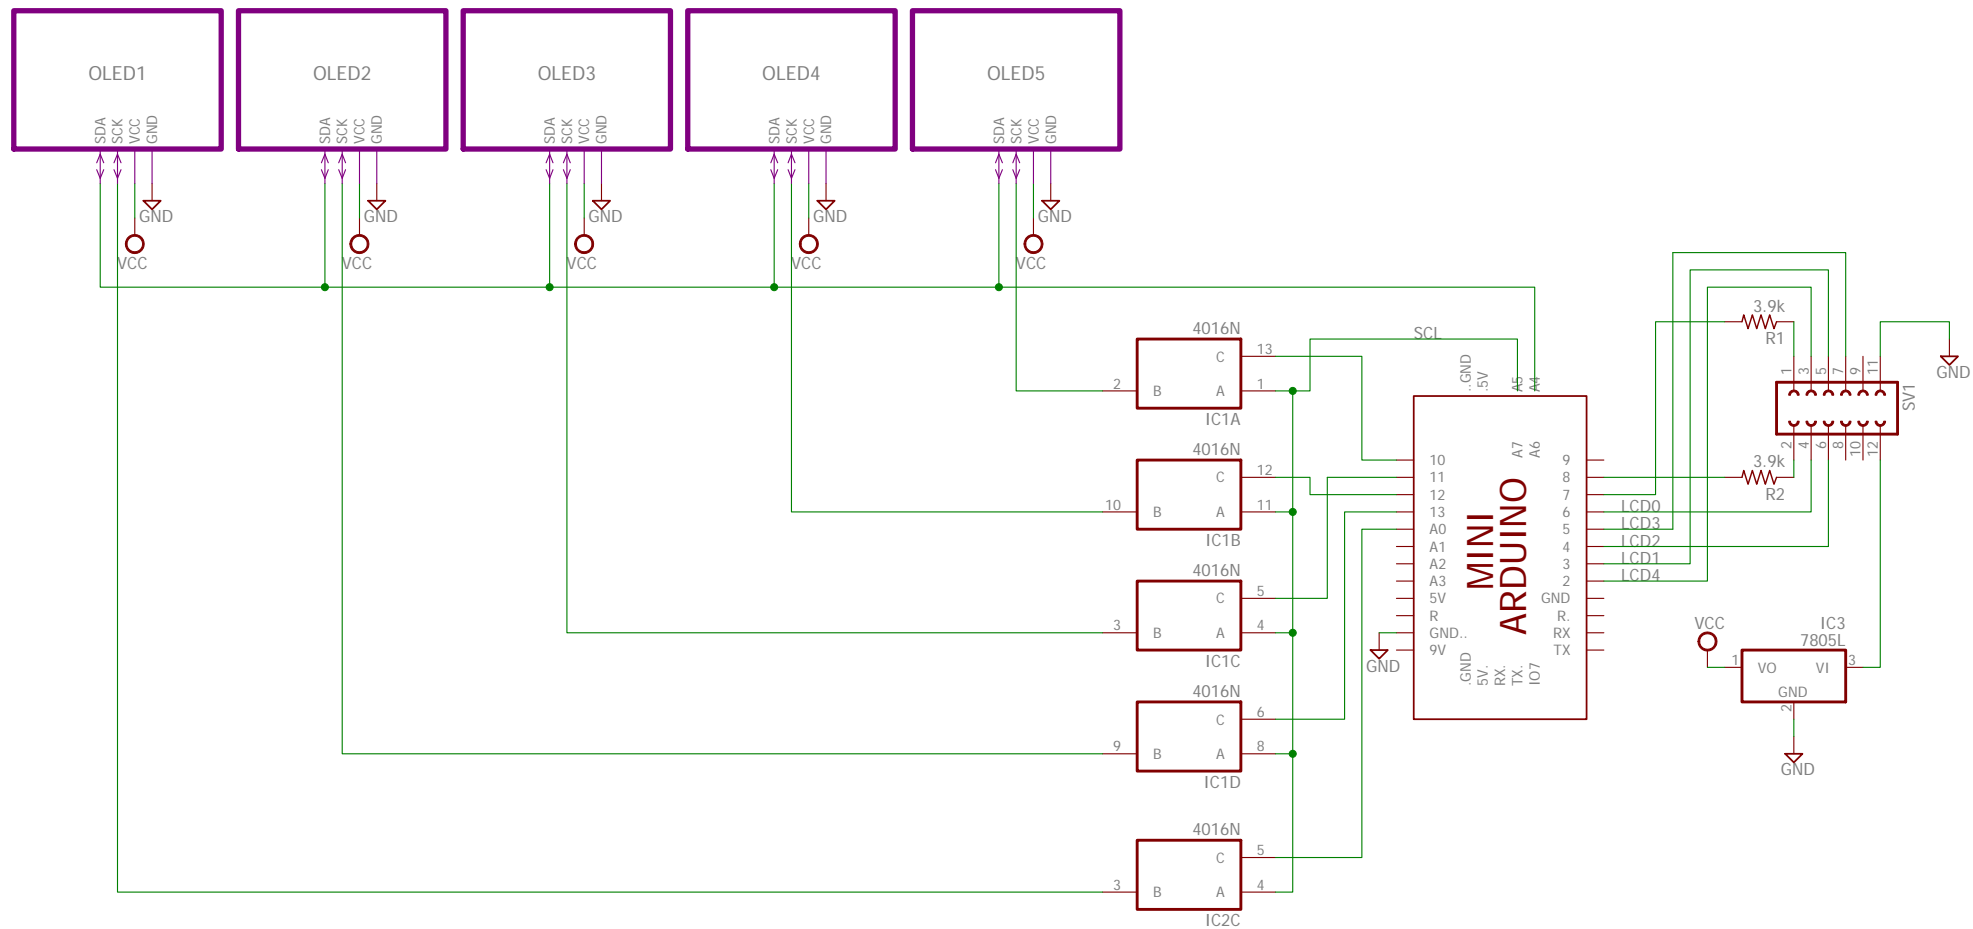 OLED1
SDA
SCK
VCC
GND
GND
VCC
OLED2
SDA
SCK
VCC
GND
GND
VCC
OLED3
SDA
SCK
VCC
GND
GND
VCC
OLED4
SDA
SCK
VCC
GND
GND
VCC
OLED5
SDA
SCK
VCC
GND
GND
VCC
4016N
C 13
2 B A 1
IC1A
4016N
C 12
10 B A 11
IC1B
4016N
C 5
3 B A 4
IC1C
4016N
C 6
9 B A 8
IC1D
4016N
C 5
3 B A 4
IC2C
SCL
..GND
.5V
A5
A4
A7
A6
10
11
12
13
A0
A1
A2
A3
5V
R
GND..
9V
GND
MINI
ARDUINO
9
8
7
6
5
4
3
2
GND
R.
RX
TX
.GND
5V.
RX.
TX.
IO7
LCD0
LCD3
LCD2
LCD1
LCD4
3.9k
R1
3.9k
R2
1
3
5
7
9
11
SV1
2
4
6
8
10
12
GND
VCC
IC3
7805L
1 VO VI 3
GND
2
GND